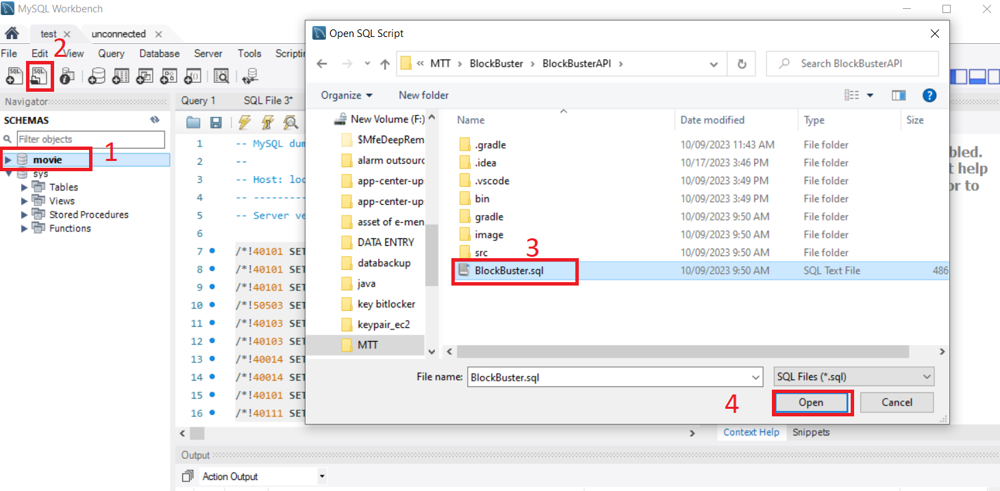 MySQL Workbench
test
unconnected
File Edit View Query Database Server Tools Scriptin
2
Navigator
Query 1 SQL File 3*
SCHEMAS
Filter objects
movie
1
sys
Tables
Views
Stored Procedures
Functions
1 -- MySQL dum
2 --
3 -- Host: loc
4 -- ---------
5 -- Server ve
6
7 /*!40101 SET
8 /*!40101 SET
9 /*!40101 SET
10 /*!50503 SET
11 /*!40103 SET
12 /*!40103 SET
13 /*!40014 SET
14 /*!40014 SET
15 /*!40101 SET
16 /*!40111 SET
Open SQL Script
« MTT > BlockBuster > BlockBusterAPI >
Search BlockBusterAPI
Organize New folder
New Volume (F:)
$MfeDeepRem
alarm outsourc
app-center-ups
app-center-ups
asset of e-men
DATA ENTRY
databackup
java
key bitlocker
keypair_ec2
MTT
Name Date modified Type Size
.gradle 10/09/2023 11:43 AM File folder
.idea 10/17/2023 3:46 PM File folder
.vscode 10/09/2023 3:49 PM File folder
bin 10/09/2023 3:49 PM File folder
gradle 10/09/2023 9:50 AM File folder
image 10/09/2023 9:50 AM File folder
src 10/09/2023 9:50 AM File folder
3
BlockBuster.sql 10/09/2023 9:50 AM SQL Text File 486
File name: BlockBuster.sql SQL Files (*.sql)
4
Open Cancel
bled.
t help
or to
Context Help Snippets
Output
Action Output